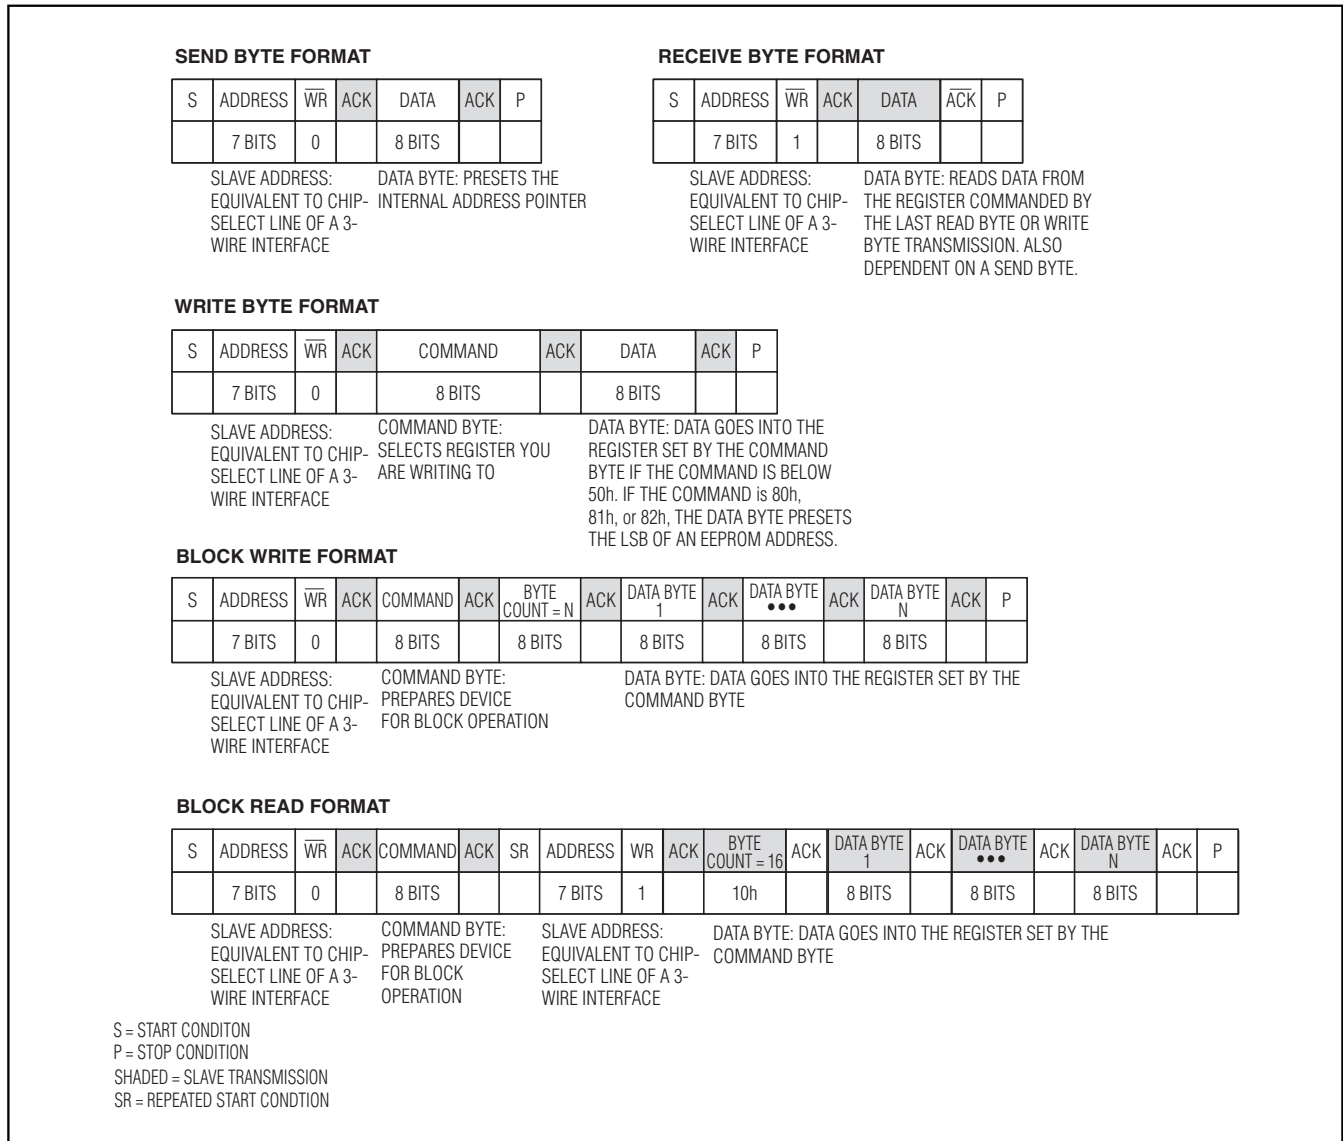 SEND BYTE FORMAT
S ADDRESS W̅R̅ ACK DATA ACK P
7 BITS 0 8 BITS
SLAVE ADDRESS:
EQUIVALENT TO CHIP-
SELECT LINE OF A 3-
WIRE INTERFACE
DATA BYTE: PRESETS THE
INTERNAL ADDRESS POINTER
RECEIVE BYTE FORMAT
S ADDRESS W̅R̅ ACK DATA A̅C̅K̅ P
7 BITS 1 8 BITS
SLAVE ADDRESS:
EQUIVALENT TO CHIP-
SELECT LINE OF A 3-
WIRE INTERFACE
DATA BYTE: READS DATA FROM
THE REGISTER COMMANDED BY
THE LAST READ BYTE OR WRITE
BYTE TRANSMISSION. ALSO
DEPENDENT ON A SEND BYTE.
WRITE BYTE FORMAT
S ADDRESS W̅R̅ ACK COMMAND ACK DATA ACK P
7 BITS 0 8 BITS 8 BITS
SLAVE ADDRESS:
EQUIVALENT TO CHIP-
SELECT LINE OF A 3-
WIRE INTERFACE
COMMAND BYTE:
SELECTS REGISTER YOU
ARE WRITING TO
DATA BYTE: DATA GOES INTO THE
REGISTER SET BY THE COMMAND
BYTE IF THE COMMAND IS BELOW
50h. IF THE COMMAND is 80h,
81h, or 82h, THE DATA BYTE PRESETS
THE LSB OF AN EEPROM ADDRESS.
BLOCK WRITE FORMAT
S ADDRESS W̅R̅ ACK COMMAND ACK BYTE COUNT = N ACK DATA BYTE 1 ACK DATA BYTE ••• ACK DATA BYTE N ACK P
7 BITS 0 8 BITS 8 BITS 8 BITS 8 BITS 8 BITS
SLAVE ADDRESS:
EQUIVALENT TO CHIP-
SELECT LINE OF A 3-
WIRE INTERFACE
COMMAND BYTE:
PREPARES DEVICE
FOR BLOCK OPERATION
DATA BYTE: DATA GOES INTO THE REGISTER SET BY THE
COMMAND BYTE
BLOCK READ FORMAT
S ADDRESS W̅R̅ ACK COMMAND ACK SR ADDRESS WR ACK BYTE COUNT = 16 ACK DATA BYTE 1 ACK DATA BYTE ••• ACK DATA BYTE N ACK P
7 BITS 0 8 BITS 7 BITS 1 10h 8 BITS 8 BITS 8 BITS
SLAVE ADDRESS:
EQUIVALENT TO CHIP-
SELECT LINE OF A 3-
WIRE INTERFACE
COMMAND BYTE:
PREPARES DEVICE
FOR BLOCK
OPERATION
SLAVE ADDRESS:
EQUIVALENT TO CHIP-
SELECT LINE OF A 3-
WIRE INTERFACE
DATA BYTE: DATA GOES INTO THE REGISTER SET BY THE
COMMAND BYTE
S = START CONDITON
P = STOP CONDITION
SHADED = SLAVE TRANSMISSION
SR = REPEATED START CONDTION